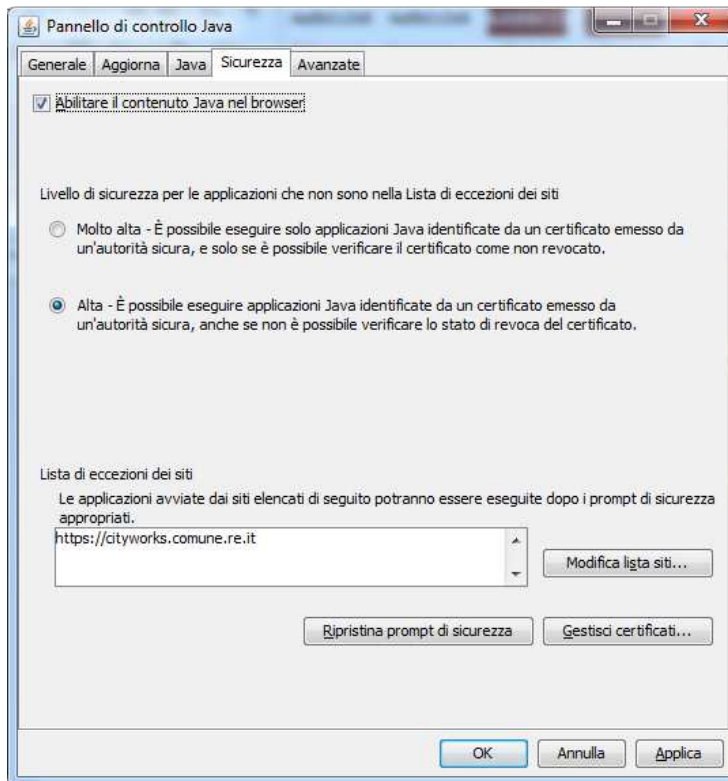 Pannello di controllo Java
Generale Aggiorna Java Sicurezza Avanzate
Abilitare il contenuto Java nel browser
Livello di sicurezza per le applicazioni che non sono nella Lista di eccezioni dei siti
Molto alta - È possibile eseguire solo applicazioni Java identificate da un certificato emesso da
un'autorità sicura, e solo se è possibile verificare il certificato come non revocato.
Alta - È possibile eseguire applicazioni Java identificate da un certificato emesso da
un'autorità sicura, anche se non è possibile verificare lo stato di revoca del certificato.
Lista di eccezioni dei siti
Le applicazioni avviate dai siti elencati di seguito potranno essere eseguite dopo i prompt di sicurezza
appropriati.
https://cityworks.comune.re.it
Modifica lista siti...
Ripristina prompt di sicurezza Gestisci certificati...
OK Annulla Applica